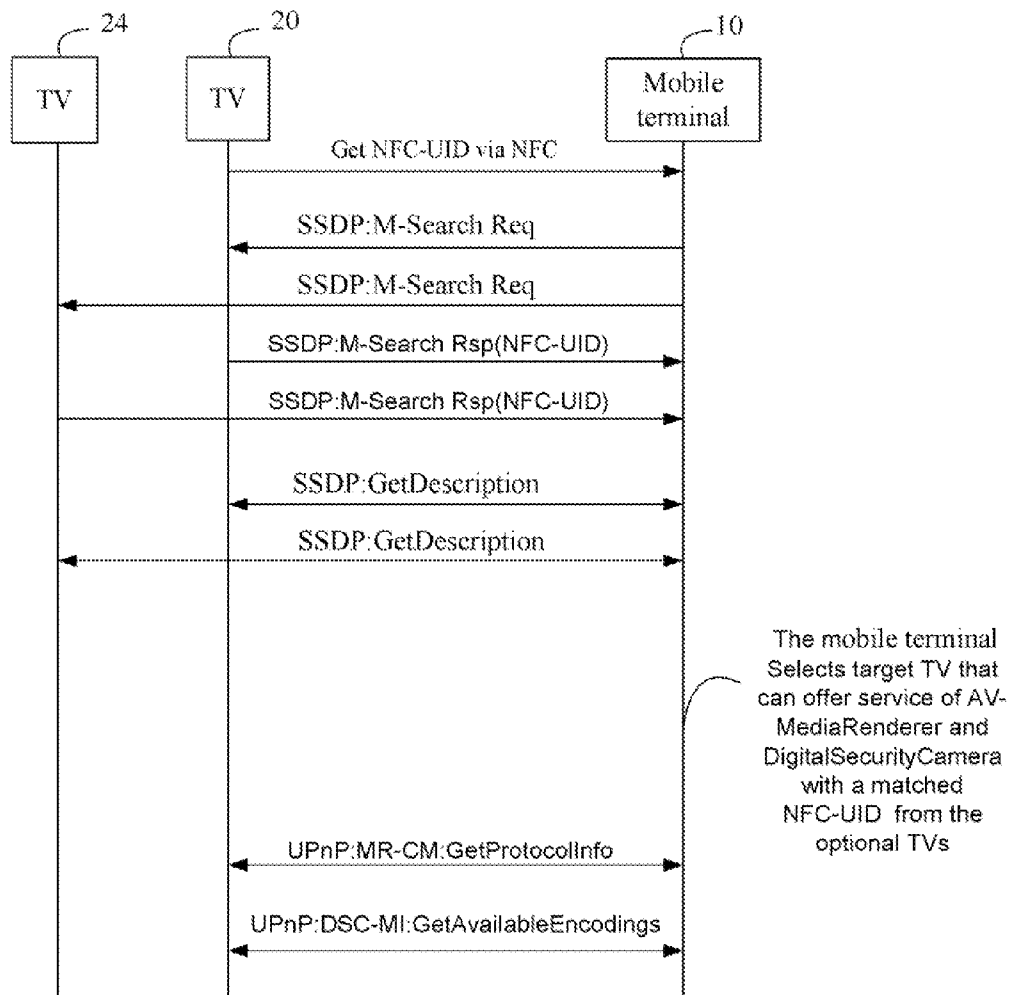 24
20
10
TV
TV
Mobile
terminal
Get NFC-UID via NFC
SSDP:M-Search Req
SSDP:M-Search Req
SSDP:M-Search Rsp(NFC-UID)
SSDP:M-Search Rsp(NFC-UID)
SSDP:GetDescription
SSDP:GetDescription
The mobile terminal
Selects target TV that
can offer service of AV-
MediaRenderer and
DigitalSecurityCamera
with a matched
NFC-UID from the
optional TVs
UPnP:MR-CM:GetProtocolInfo
UPnP:DSC-MI:GetAvailableEncodings